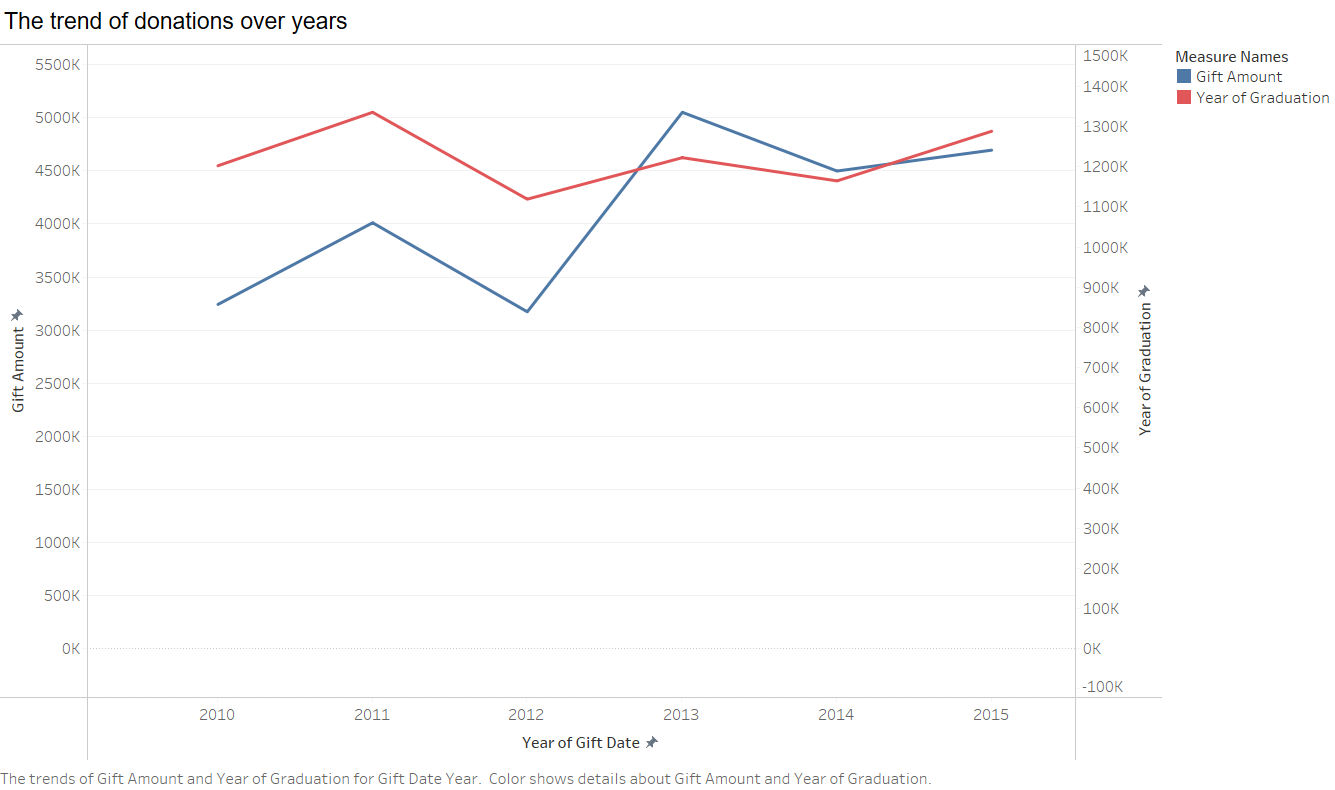 The trend of donations over years
5500K
5000K
4500K
4000K
3500K
3000K
2500K
2000K
1500K
1000K
500K
0K
Gift Amount
1500K
1400K
1300K
1200K
1100K
1000K
900K
800K
700K
600K
500K
400K
300K
200K
100K
0K
-100K
Year of Graduation
Measure Names
Gift Amount
Year of Graduation
2010 2011 2012 2013 2014 2015
Year of Gift Date
The trends of Gift Amount and Year of Graduation for Gift Date Year.  Color shows details about Gift Amount and Year of Graduation.